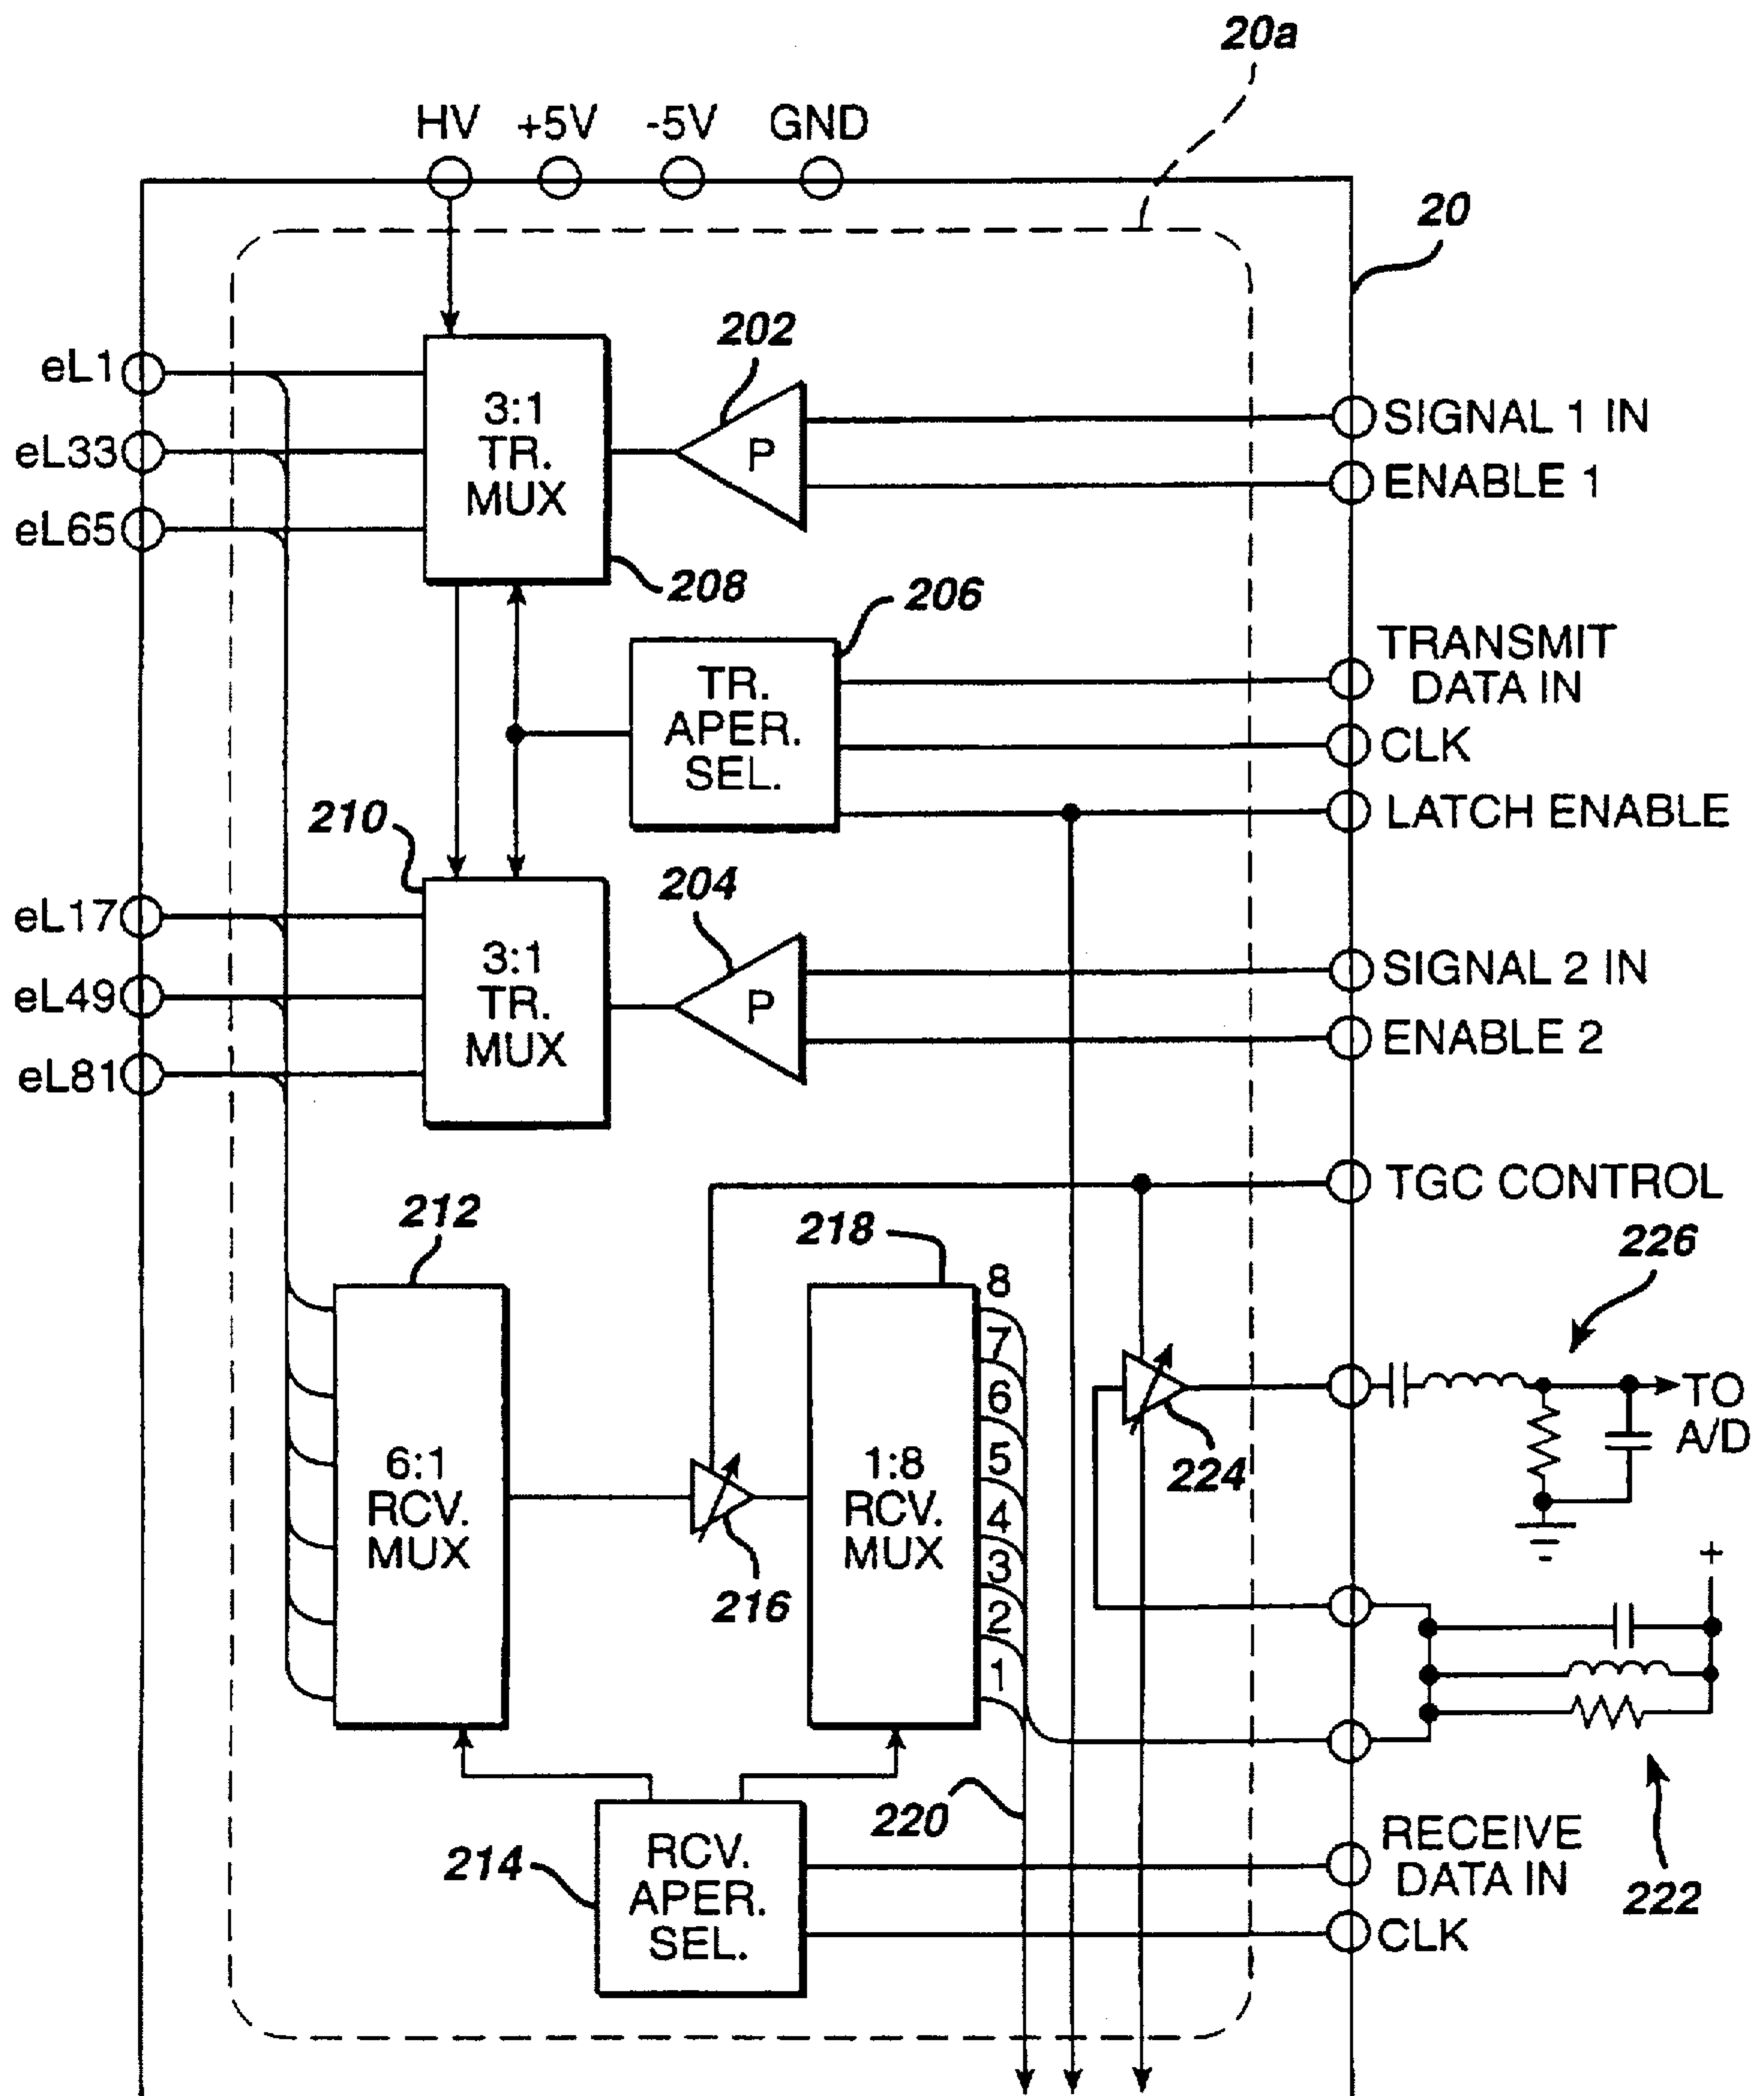 20a
HV +5V -5V GND
20
202
eL1
eL33
eL65
3:1
TR.
MUX
P
SIGNAL 1 IN
ENABLE 1
208
206
TR.
APER.
SEL.
TRANSMIT
DATA IN
CLK
LATCH ENABLE
210
204
eL17
eL49
eL81
3:1
TR.
MUX
P
SIGNAL 2 IN
ENABLE 2
TGC CONTROL
212
218
226
6:1
RCV.
MUX
216
1:8
RCV.
MUX
8
7
6
5
4
3
2
1
224
TO
A/D
+
220
214
RCV.
APER.
SEL.
RECEIVE
DATA IN
CLK
222